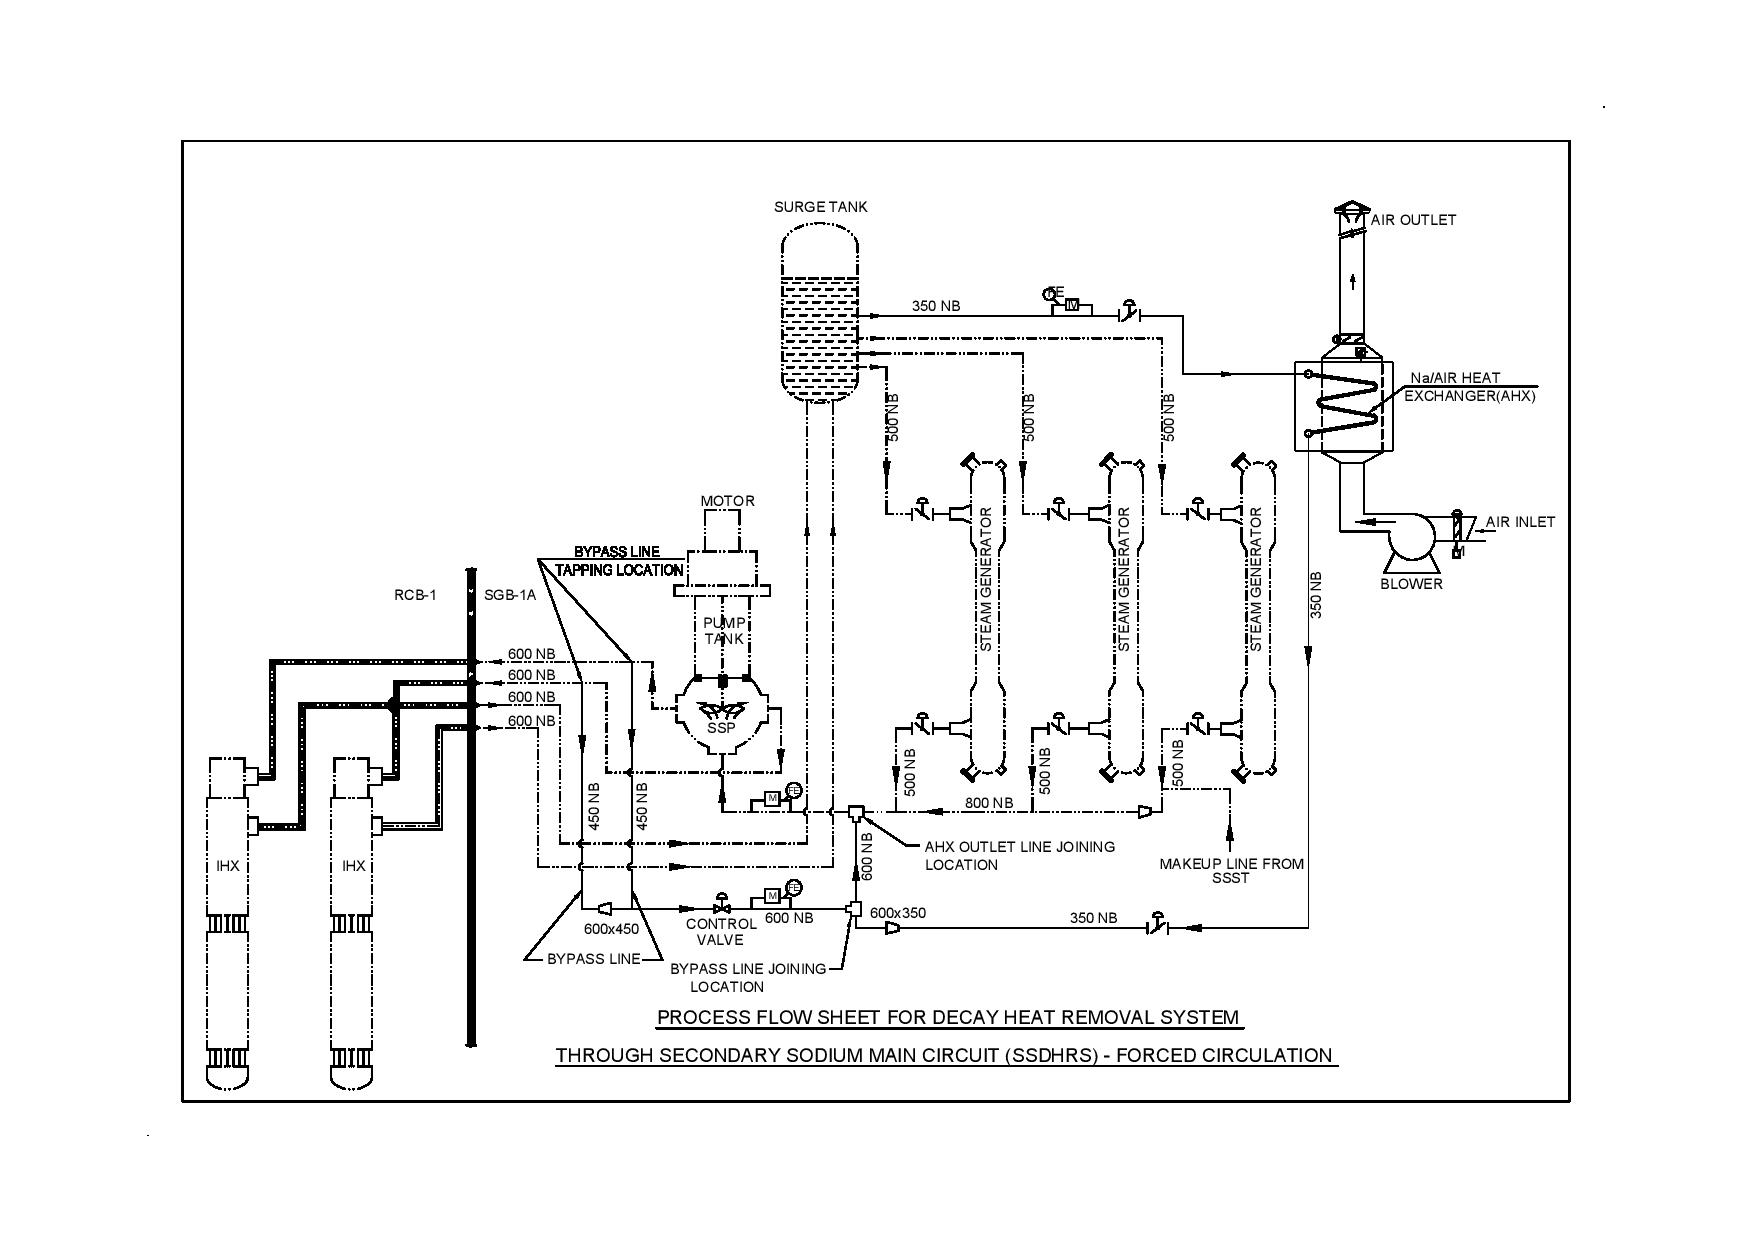 SURGE TANK
AIR OUTLET
FE
M
350 NB
Na/AIR HEAT
EXCHANGER(AHX)
500 NB
500 NB
500 NB
MOTOR
AIR INLET
M
BLOWER
BYPASS LINE
TAPPING LOCATION
STEAM GENERATOR
STEAM GENERATOR
STEAM GENERATOR
350 NB
RCB-1
SGB-1A
PUMP
TANK
600 NB
600 NB
600 NB
600 NB
SSP
500 NB
500 NB
500 NB
M
FE
800 NB
450 NB
450 NB
600 NB
AHX OUTLET LINE JOINING
LOCATION
MAKEUP LINE FROM
SSST
IHX
IHX
M
FE
600x450
CONTROL
VALVE
600 NB
600x350
350 NB
BYPASS LINE
BYPASS LINE JOINING
LOCATION
PROCESS FLOW SHEET FOR DECAY HEAT REMOVAL SYSTEM
THROUGH SECONDARY SODIUM MAIN CIRCUIT (SSDHRS) - FORCED CIRCULATION